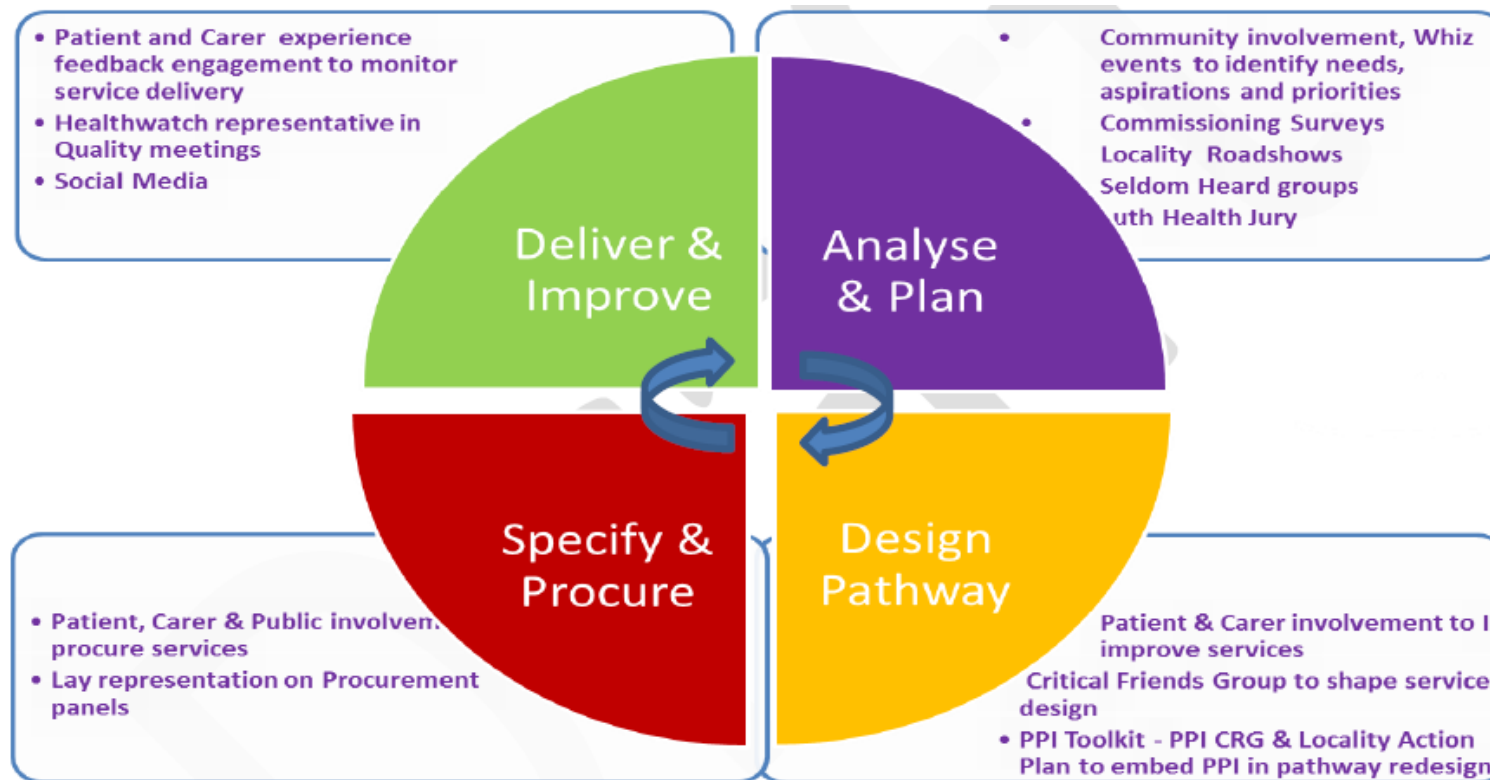 • Patient and Carer experience
feedback engagement to monitor
service delivery
• Healthwatch representative in
Quality meetings
• Social Media
• Community involvement, Whiz
events to identify needs,
aspirations and priorities
• Commissioning Surveys
Locality Roadshows
Seldom Heard groups
uth Health Jury
Deliver &
Improve
Analyse
& Plan
Specify &
Procure
Design
Pathway
• Patient, Carer & Public involvem
procure services
• Lay representation on Procurement
panels
Patient & Carer involvement to
improve services
Critical Friends Group to shape service
design
• PPI Toolkit - PPI CRG & Locality Action
Plan to embed PPI in pathway redesign